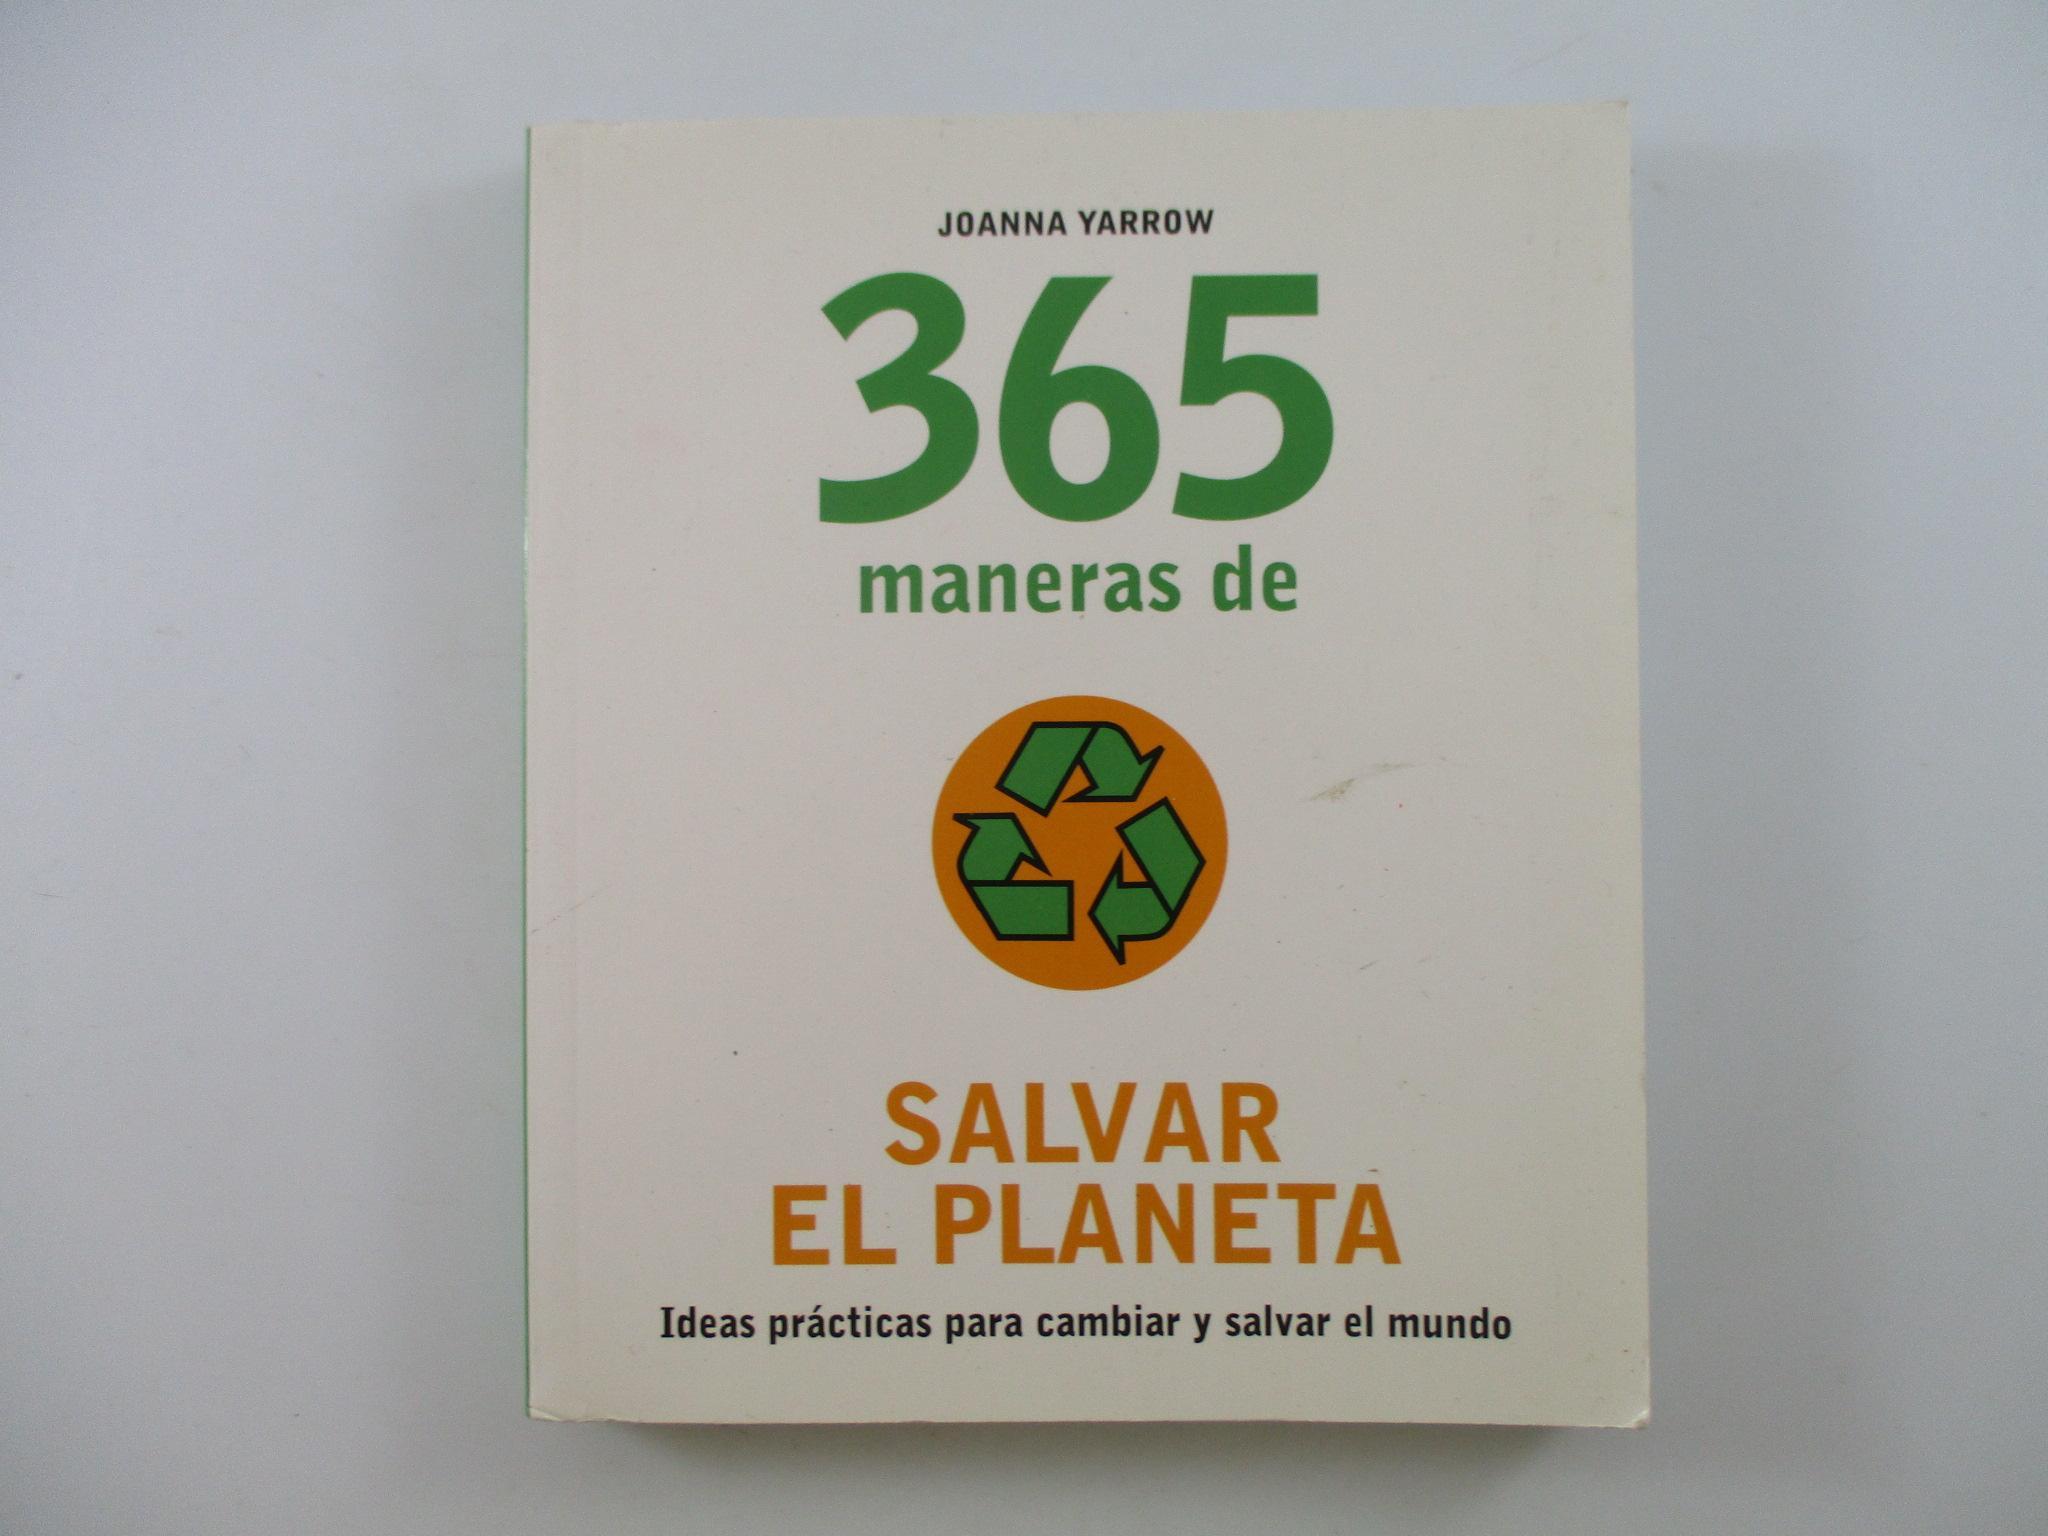 JOANNA YARROW
365
maneras de
SALVAR
EL PLANETA
Ideas prácticas para cambiar y salvar el mundo